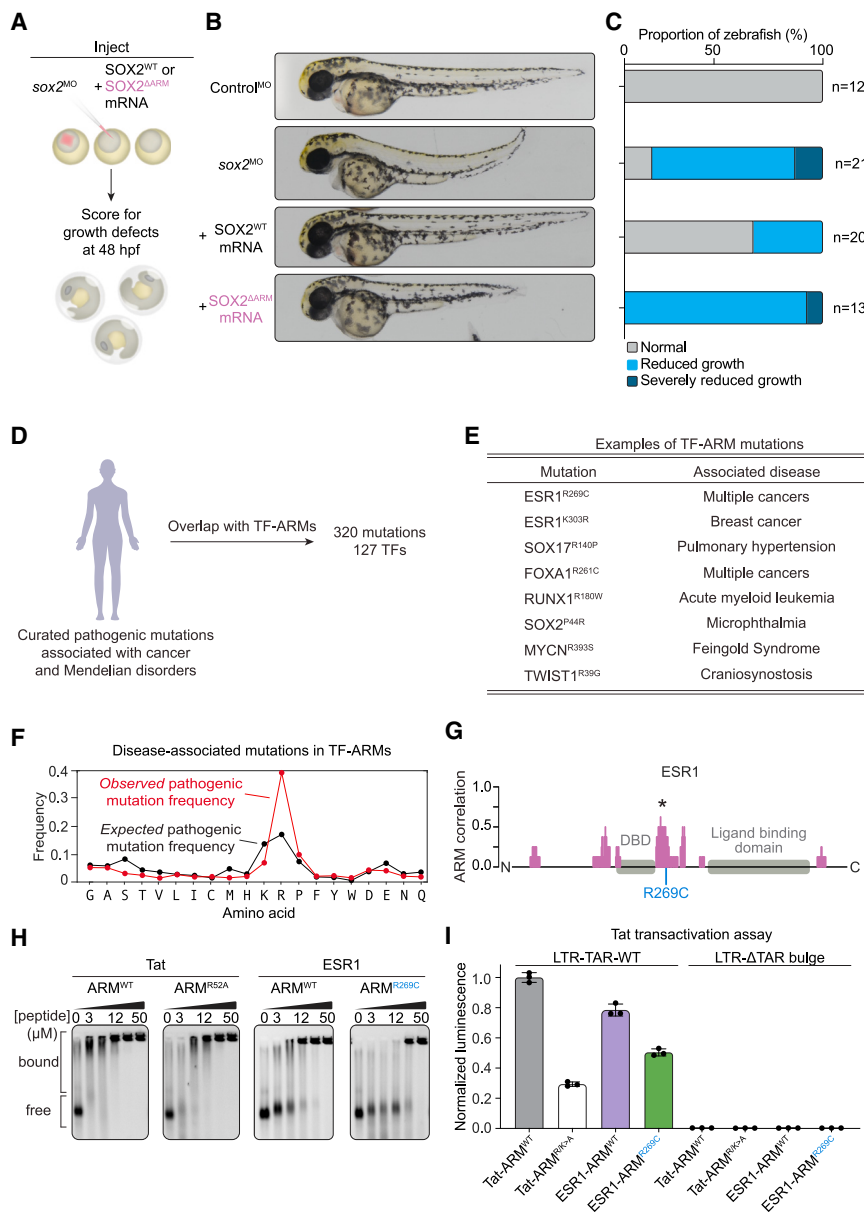 A
Inject
sox2ᴹᴼ + SOX2ᵂᵀ or
SOX2ΔARM
mRNA
Score for
growth defects
at 48 hpf
B
Controlᴹᴼ
sox2ᴹᴼ
+ SOX2ᵂᵀ
mRNA
+ SOX2ΔARM
mRNA
C
Proportion of zebrafish (%)
0 50 100
n=12
n=21
n=20
n=13
Normal
Reduced growth
Severely reduced growth
D
Overlap with TF-ARMs
320 mutations
127 TFs
Curated pathogenic mutations
associated with cancer
and Mendelian disorders
E
Examples of TF-ARM mutations
Mutation Associated disease
ESR1R269C Multiple cancers
ESR1K303R Breast cancer
SOX17R140P Pulmonary hypertension
FOXA1R261C Multiple cancers
RUNX1R180W Acute myeloid leukemia
SOX2P44R Microphthalmia
MYCNR393S Feingold Syndrome
TWIST1R39G Craniosynostosis
F
Disease-associated mutations in TF-ARMs
Frequency
0.4
0.2
0.1
0
Observed pathogenic
mutation frequency
Expected pathogenic
mutation frequency
G A S T V L I C M H K R P F Y W D E N Q
Amino acid
G
ESR1
ARM correlation
1.0
0.5
0.0
*
DBD
Ligand binding
domain
N
C
R269C
H
Tat ESR1
ARMᵂᵀ ARMR52A ARMᵂᵀ ARMR269C
[peptide] 0 3 12 50 0 3 12 50 0 3 12 50 0 3 12 50
(μM)
bound
free
I
Tat transactivation assay
LTR-TAR-WT LTR-ΔTAR bulge
Normalized luminescence
1.0
0.8
0.6
0.4
0.2
0.0
Tat-ARMᵂᵀ
Tat-ARMR/K>A
ESR1-ARMᵂᵀ
ESR1-ARMR269C
Tat-ARMᵂᵀ
Tat-ARMR/K>A
ESR1-ARMᵂᵀ
ESR1-ARMR269C